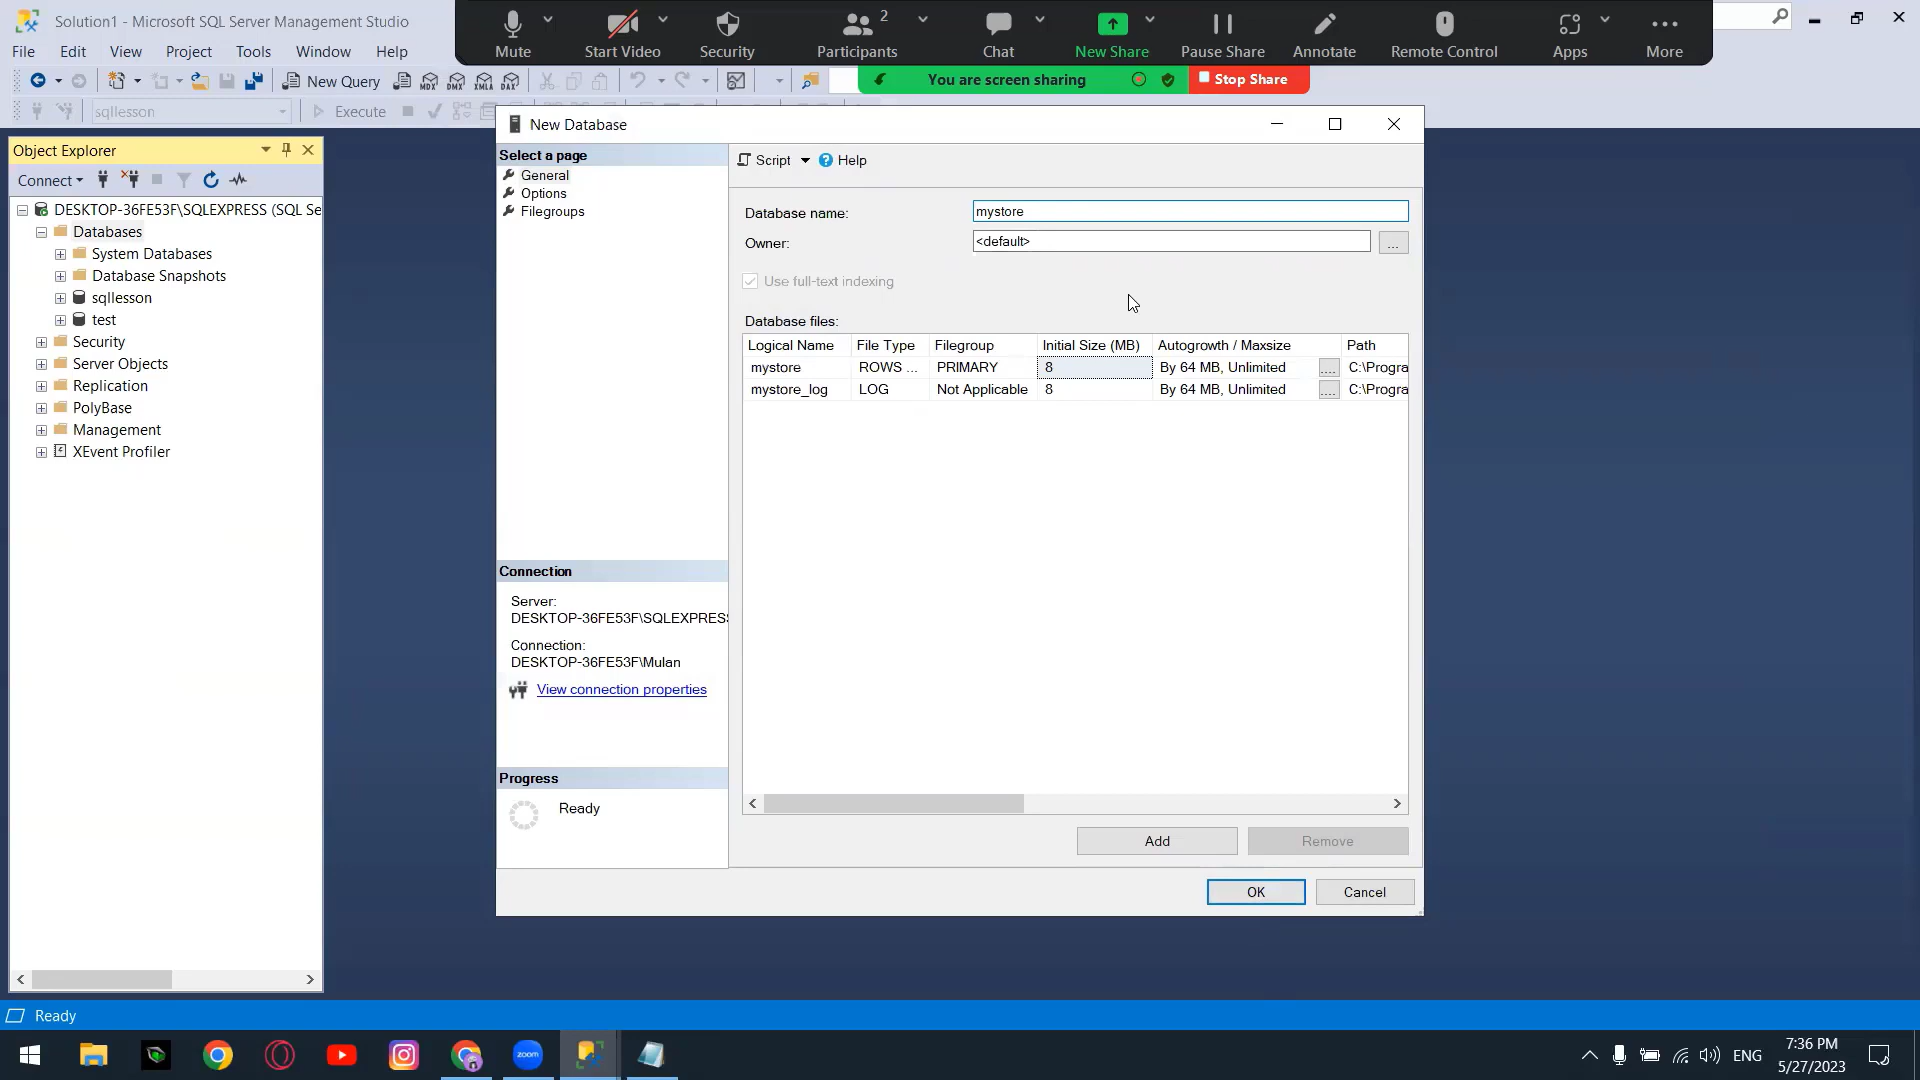 Solution1 - Microsoft SQL Server Management Studio
File Edit View Project Tools Window Help
Mute Start Video Security Participants 2 Chat New Share Pause Share Annotate Remote Control Apps More
New Query MDX DMX XMLA DAX
You are screen sharing Stop Share
sqllesson Execute
Object Explorer
Connect
DESKTOP-36FE53F\SQLEXPRESS (SQL Se
Databases
System Databases
Database Snapshots
sqllesson
test
Security
Server Objects
Replication
PolyBase
Management
XEvent Profiler
New Database
Select a page
General
Options
Filegroups
Connection
Server:
DESKTOP-36FE53F\SQLEXPRESS
Connection:
DESKTOP-36FE53F\Mulan
View connection properties
Progress
Ready
Script Help
Database name: mystore
Owner: <default> ...
Use full-text indexing
Database files:
Logical Name File Type Filegroup Initial Size (MB) Autogrowth / Maxsize Path
mystore ROWS ... PRIMARY 8 By 64 MB, Unlimited .... C:\Progra
mystore_log LOG Not Applicable 8 By 64 MB, Unlimited .... C:\Progra
Add Remove
OK Cancel
Ready
zoom
ENG
7:36 PM
5/27/2023